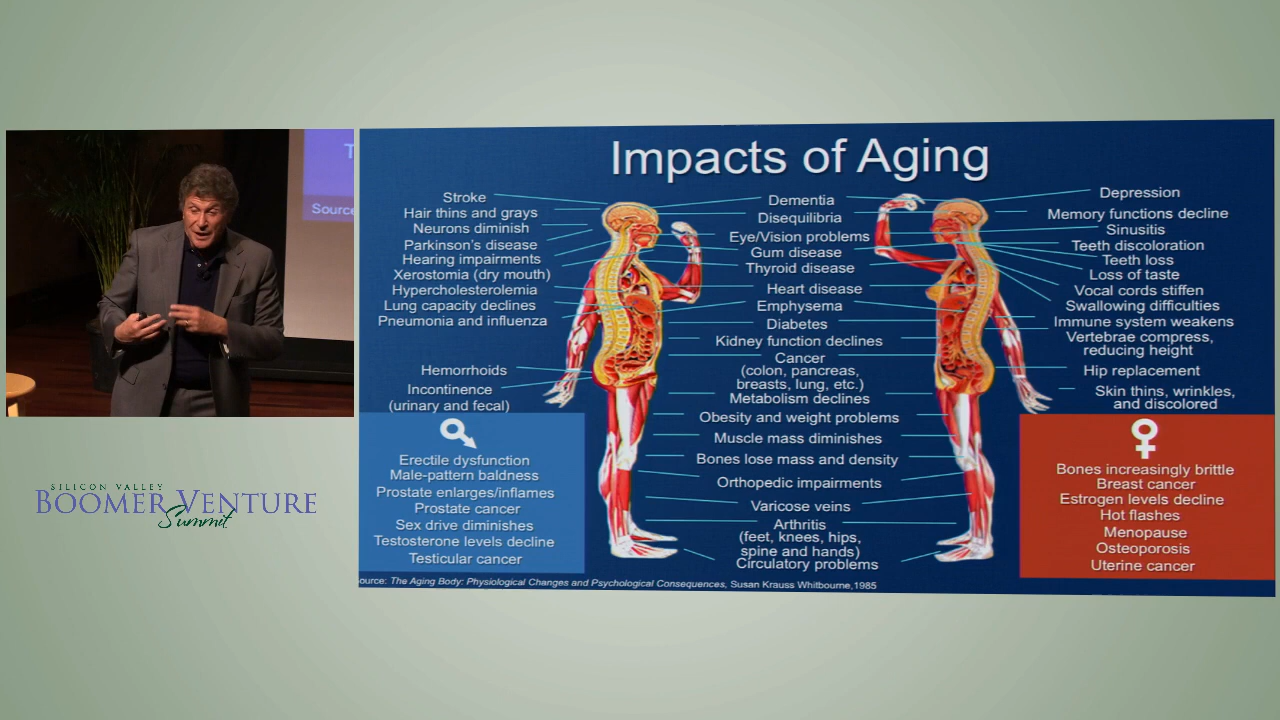 T
Source
SILICON VALLEY
BOOMER VENTURE
Summit
Impacts of Aging
Stroke
Hair thins and grays
Neurons diminish
Parkinson's disease
Hearing impairments
Xerostomia (dry mouth)
Hypercholesterolemia
Lung capacity declines
Pneumonia and influenza
Hemorrhoids
Incontinence
(urinary and fecal)
Erectile dysfunction
Male-pattern baldness
Prostate enlarges/inflames
Prostate cancer
Sex drive diminishes
Testosterone levels decline
Testicular cancer
Dementia
Disequilibria
Eye/Vision problems
Gum disease
Thyroid disease
Heart disease
Emphysema
Diabetes
Kidney function declines
Cancer
(colon, pancreas,
breasts, lung, etc.)
Metabolism declines
Obesity and weight problems
Muscle mass diminishes
Bones lose mass and density
Orthopedic impairments
Varicose veins
Arthritis
(feet, knees, hips,
spine and hands)
Circulatory problems
Depression
Memory functions decline
Sinusitis
Teeth discoloration
Teeth loss
Loss of taste
Vocal cords stiffen
Swallowing difficulties
Immune system weakens
Vertebrae compress,
reducing height
Hip replacement
Skin thins, wrinkles,
and discolored
Bones increasingly brittle
Breast cancer
Estrogen levels decline
Hot flashes
Menopause
Osteoporosis
Uterine cancer
ource: The Aging Body: Physiological Changes and Psychological Consequences, Susan Krauss Whitbourne,1985